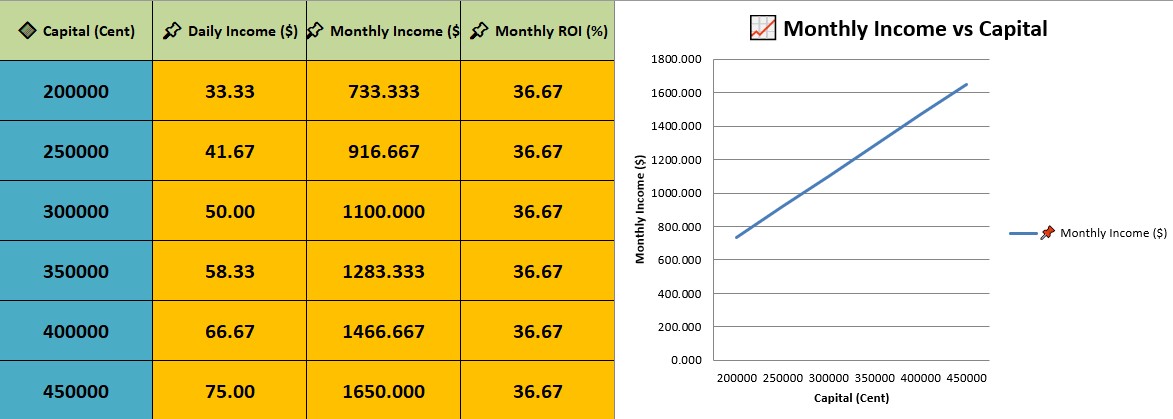 Capital (Cent) Daily Income ($) Monthly Income ($ Monthly ROI (%)
200000 33.33 733.333 36.67
250000 41.67 916.667 36.67
300000 50.00 1100.000 36.67
350000 58.33 1283.333 36.67
400000 66.67 1466.667 36.67
450000 75.00 1650.000 36.67
Monthly Income vs Capital
Monthly Income ($)
1800.000
1600.000
1400.000
1200.000
1000.000
800.000
600.000
400.000
200.000
0.000
200000 250000 300000 350000 400000 450000
Capital (Cent)
Monthly Income ($)